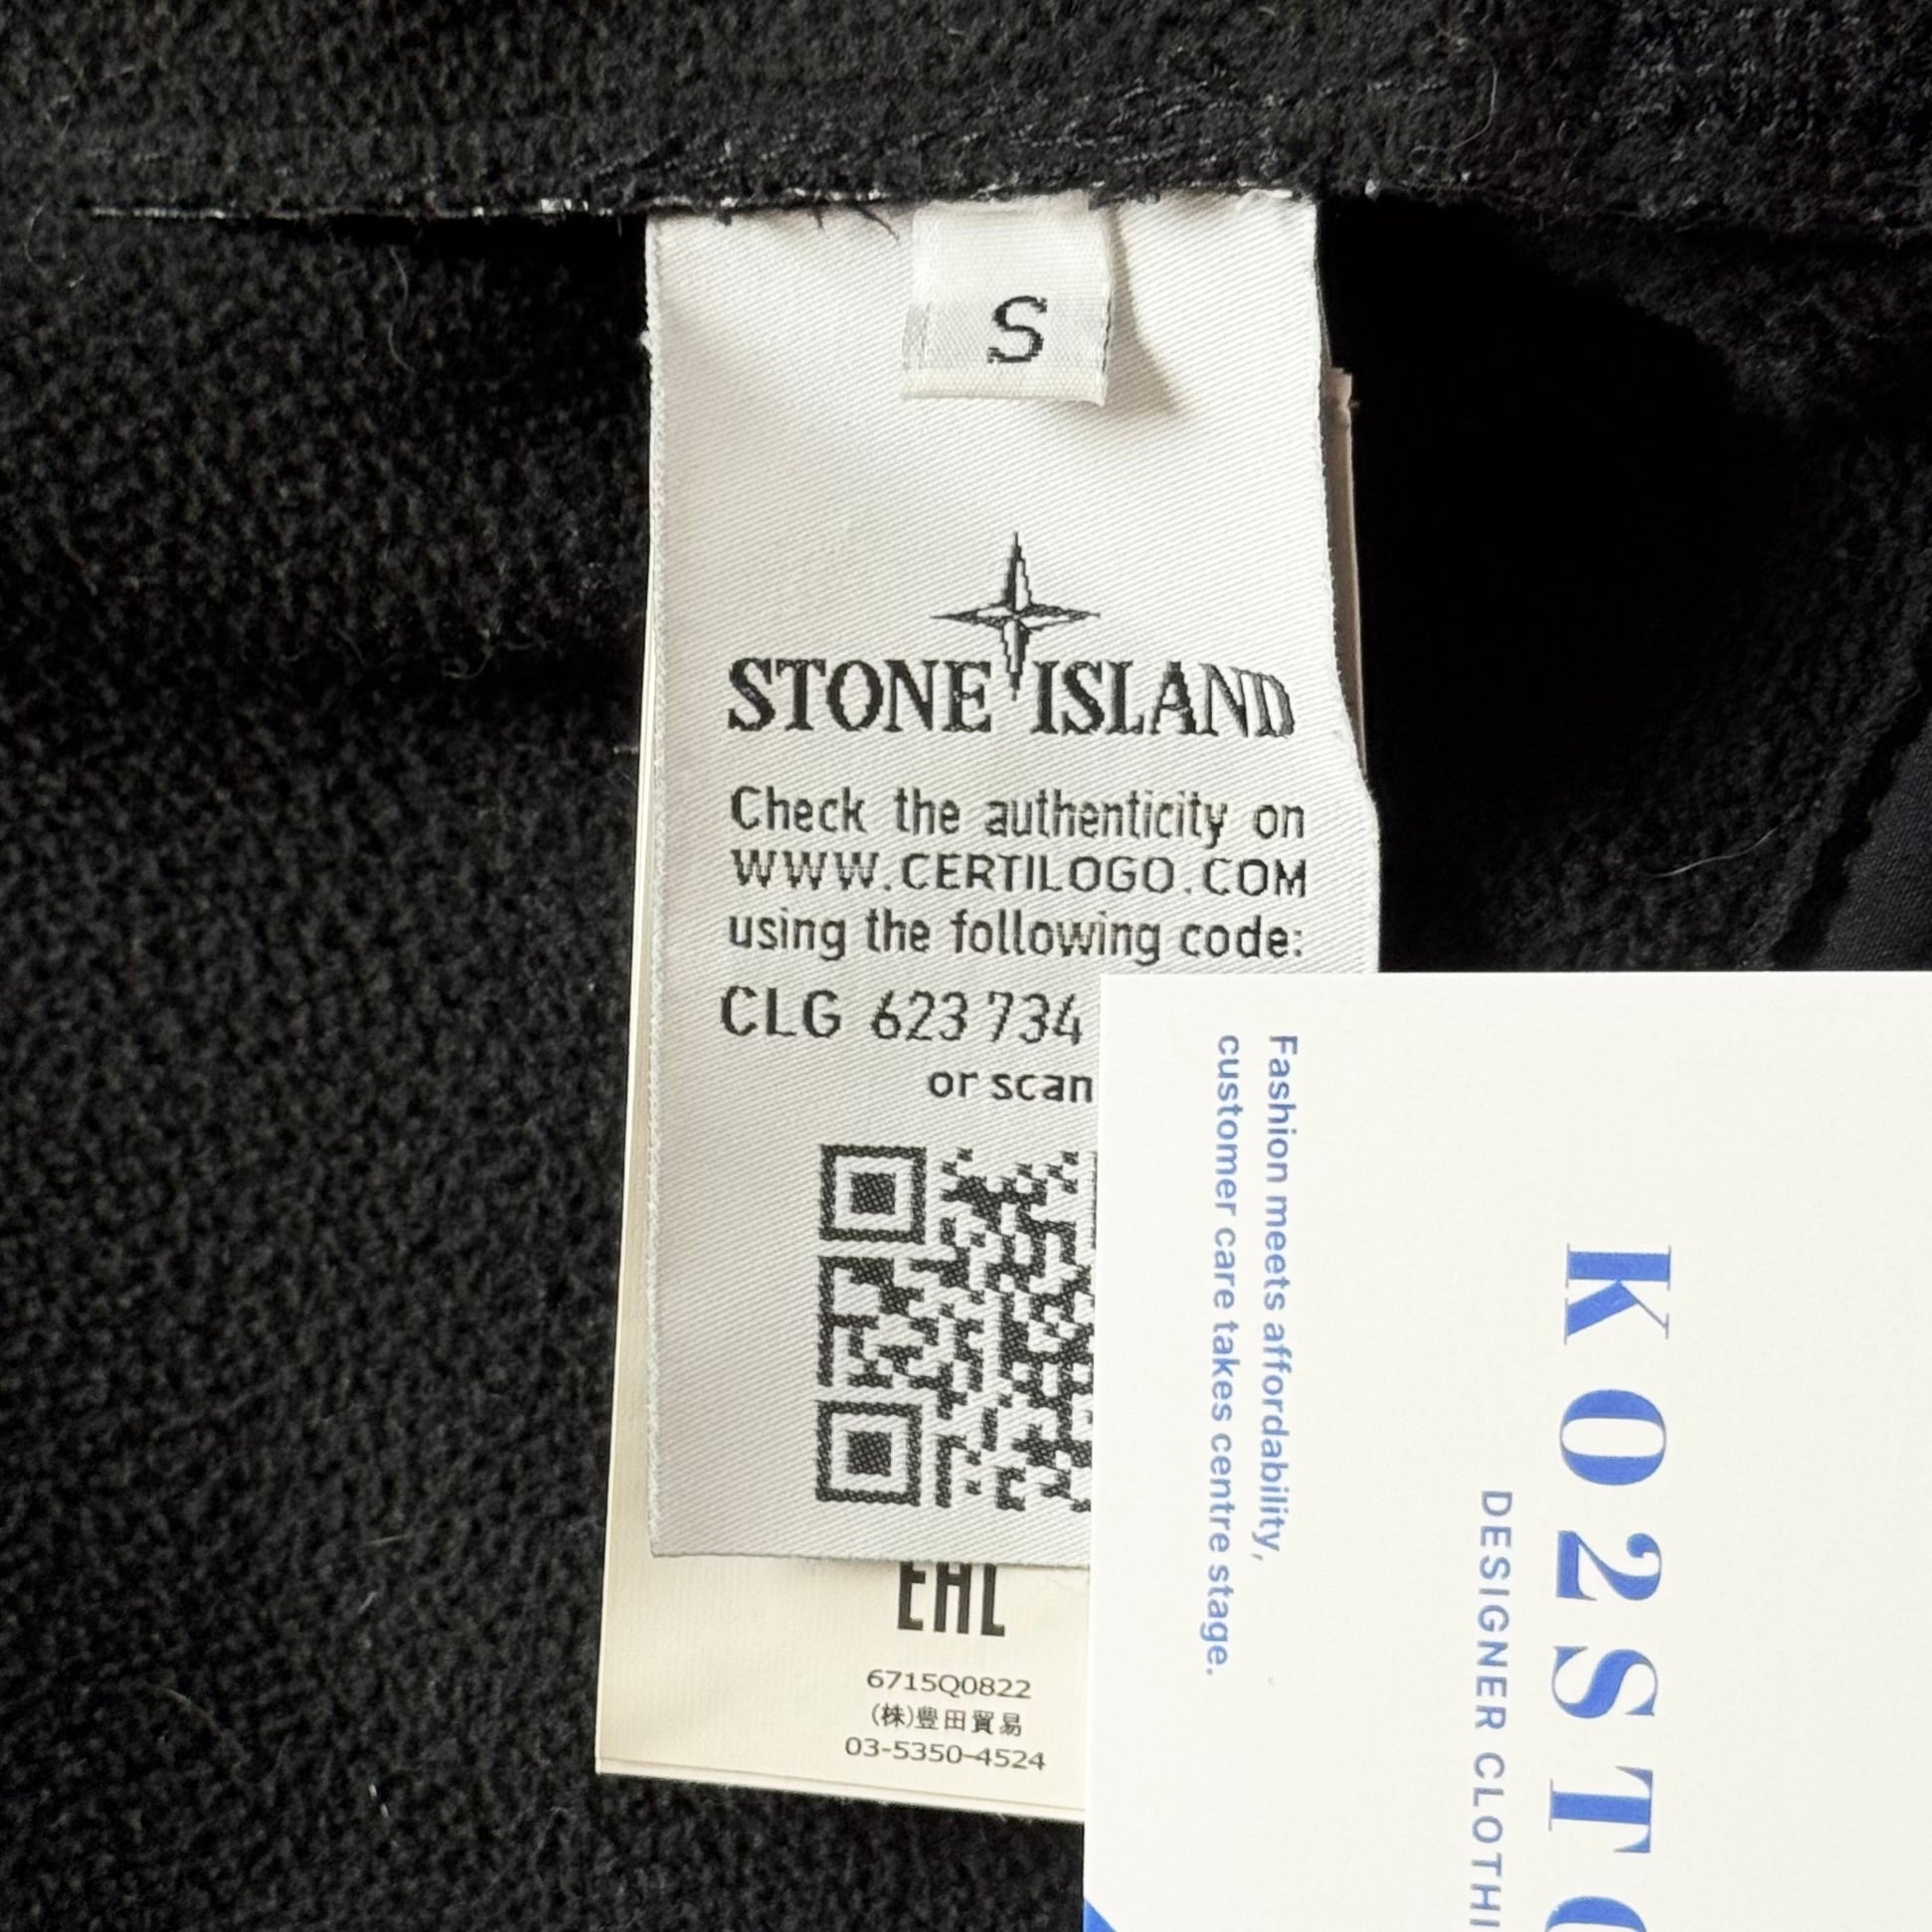 S
STONE ISLAND
Check the authenticity on
WWW.CERTILOGO.COM
using the following code:
CLG 623 734
or scan
EAC
6715Q0822
(株)豊田貿易
03-5350-4524
Fashion meets affordability,
customer care takes centre stage.
KO2STO
DESIGNER CLOTHI